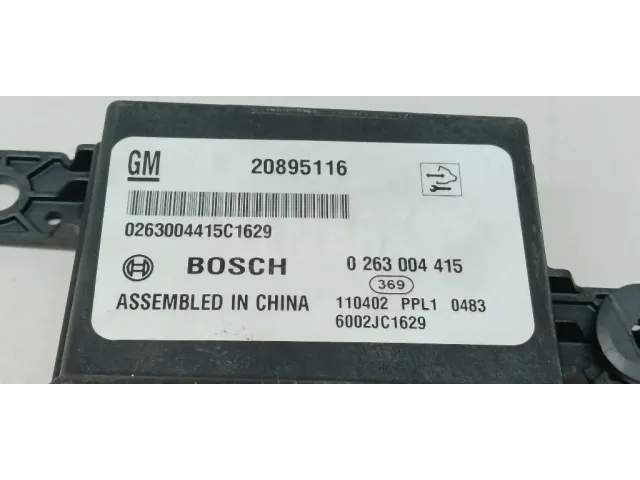 GM 20895116
0263004415C1629
BOSCH 0 263 004 415
369
ASSEMBLED IN CHINA 110402 PPL1 0483
6002JC1629